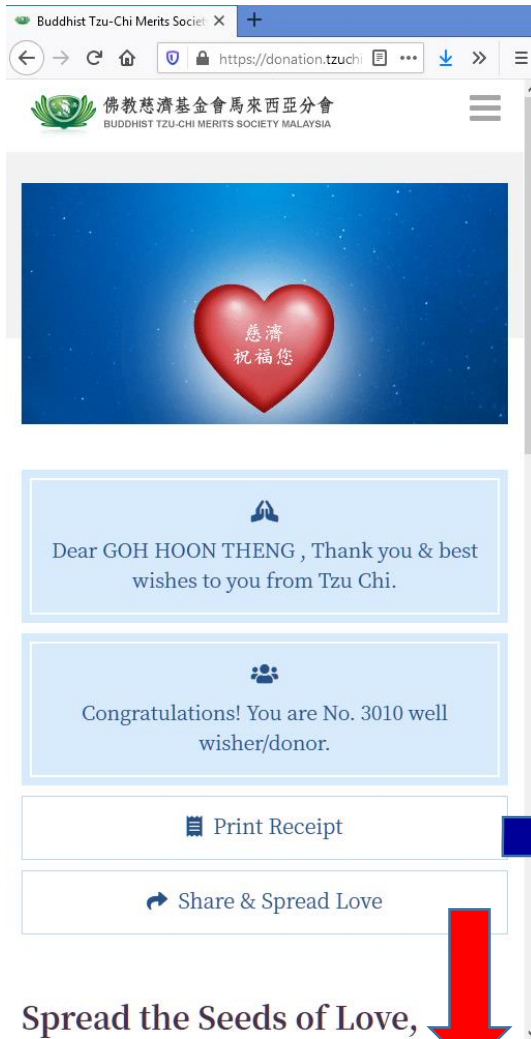 Buddhist Tzu-Chi Merits Societ
https://donation.tzuchi
佛教慈濟基金會馬來西亞分會
BUDDHIST TZU-CHI MERITS SOCIETY MALAYSIA
慈濟
祝福您
Dear GOH HOON THENG , Thank you & best
wishes to you from Tzu Chi.
Congratulations! You are No. 3010 well
wisher/donor.
Print Receipt
Share & Spread Love
Spread the Seeds of Love,